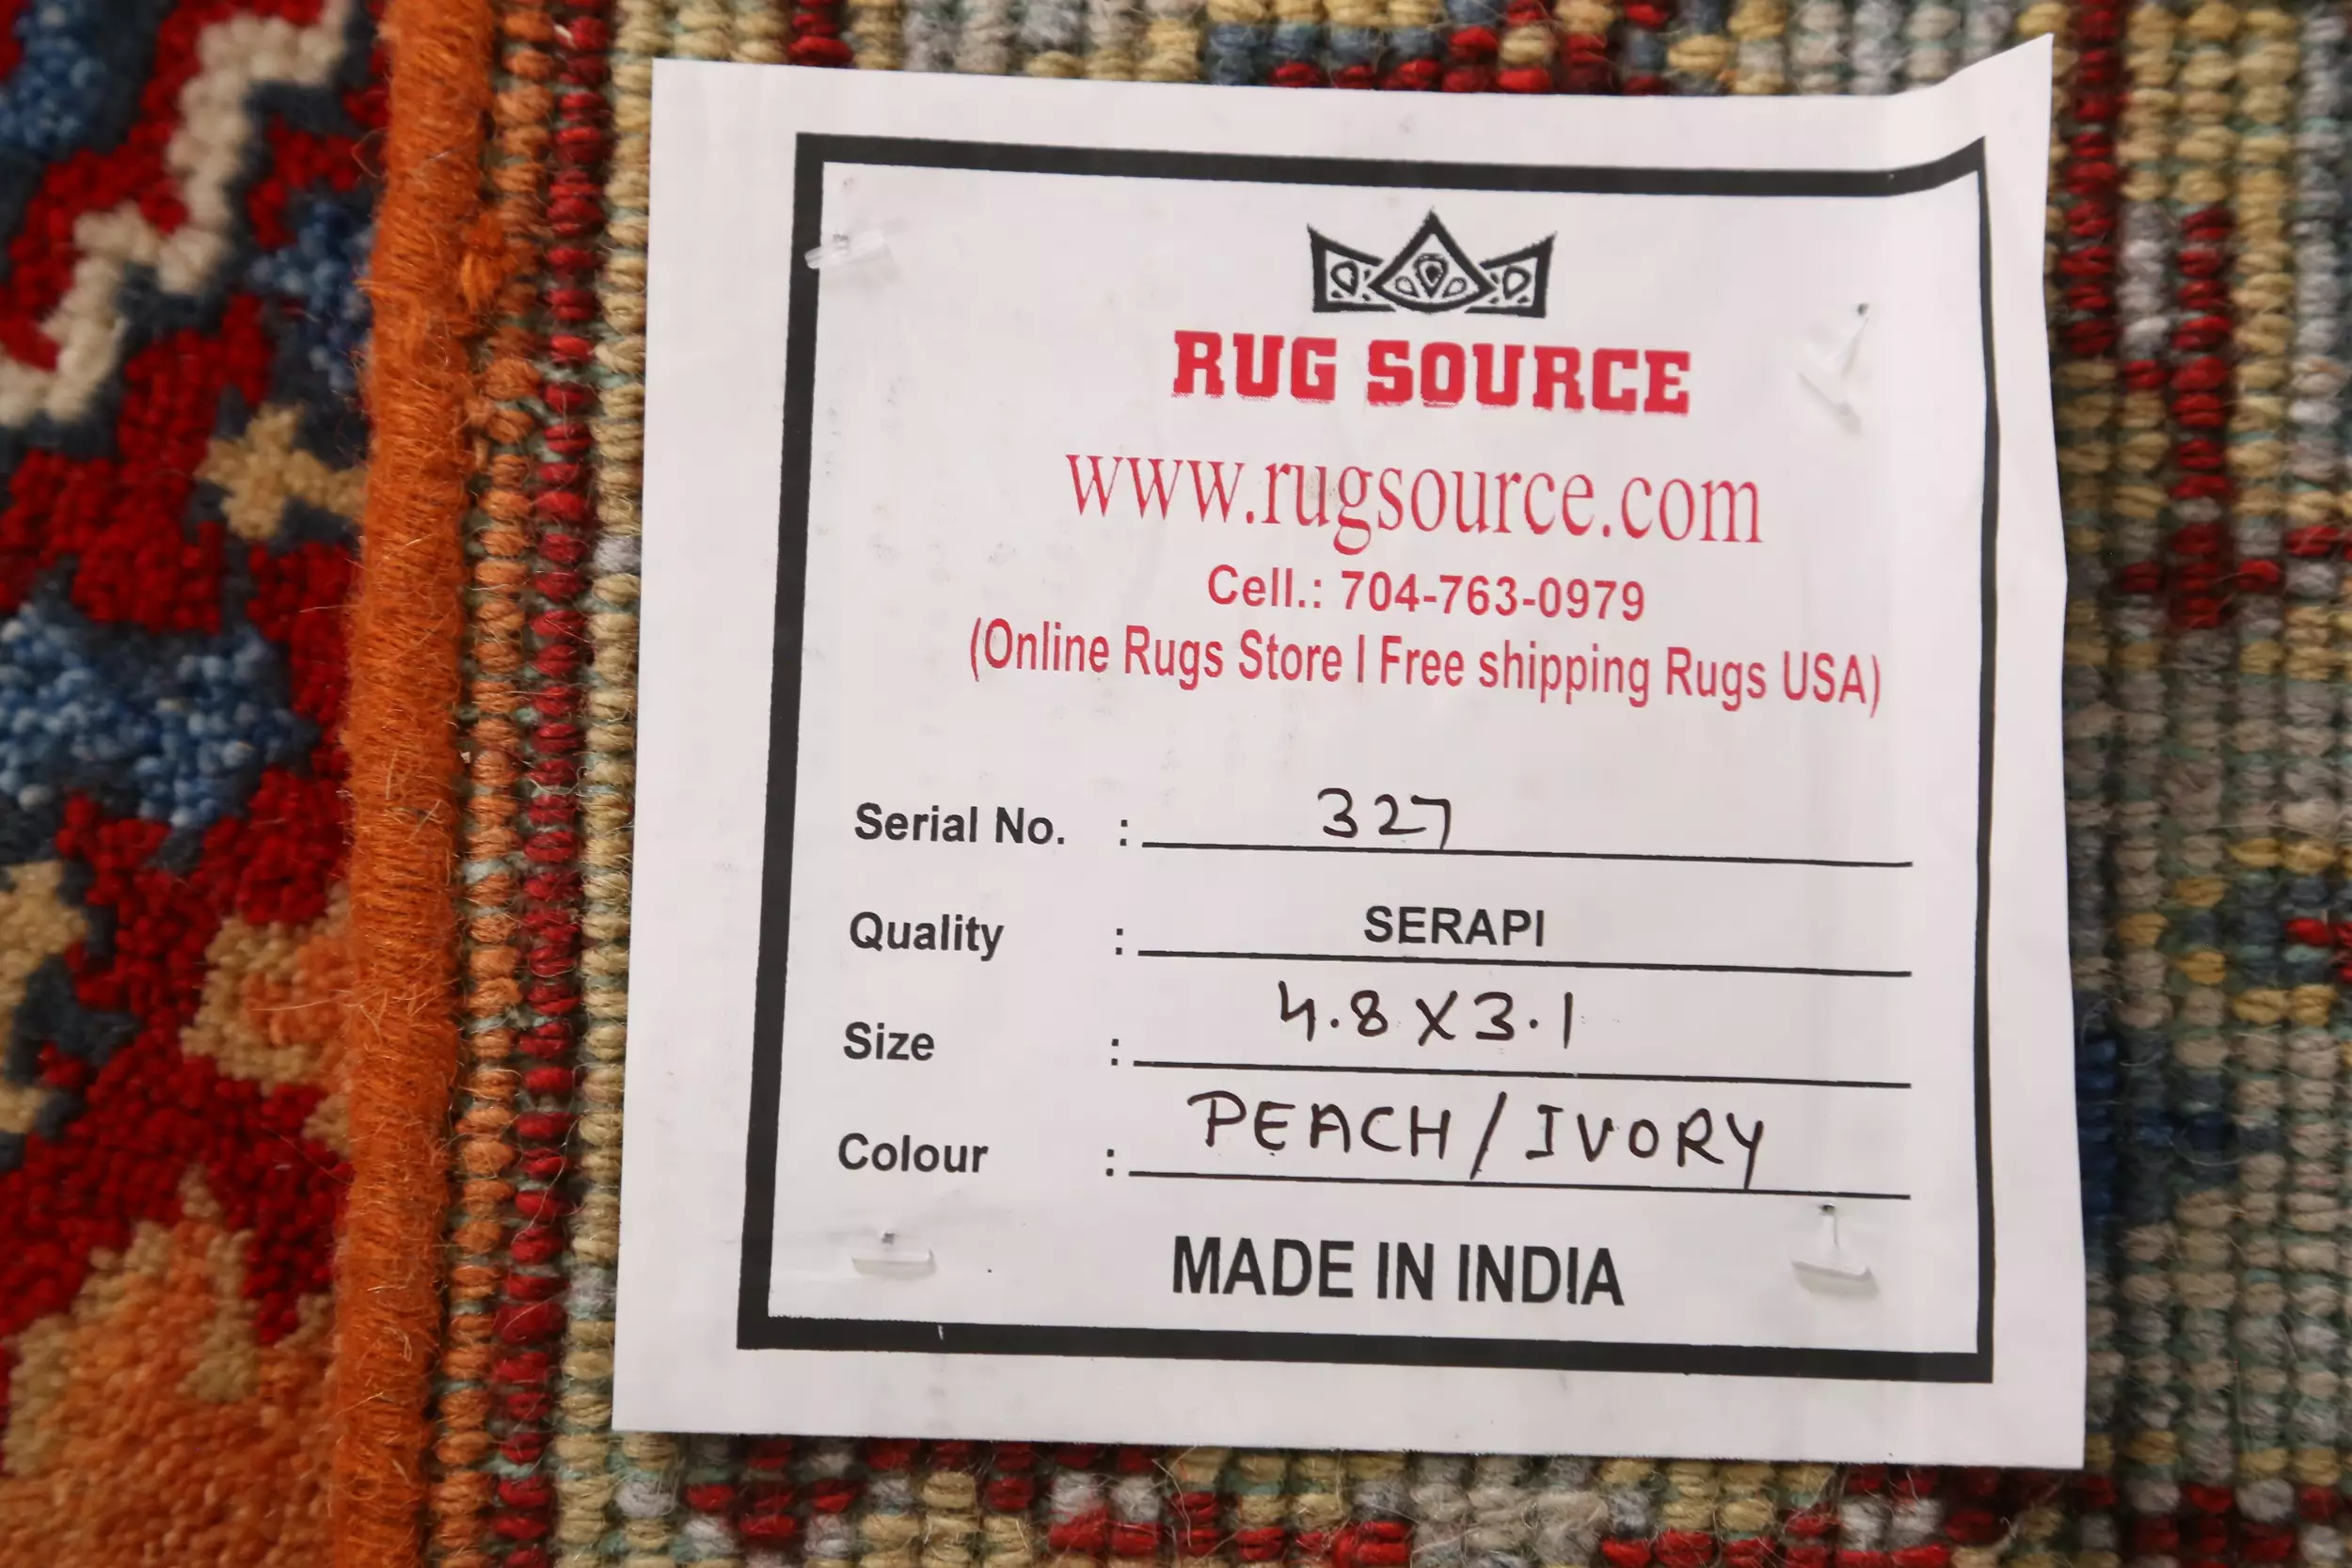 RUG SOURCE
www.rugsource.com
Cell.: 704-763-0979
(Online Rugs Store | Free shipping Rugs USA)
Serial No. : 327
Quality : SERAPI
Size : 4.8 X 3.1
Colour : PEACH / IVORY
MADE IN INDIA